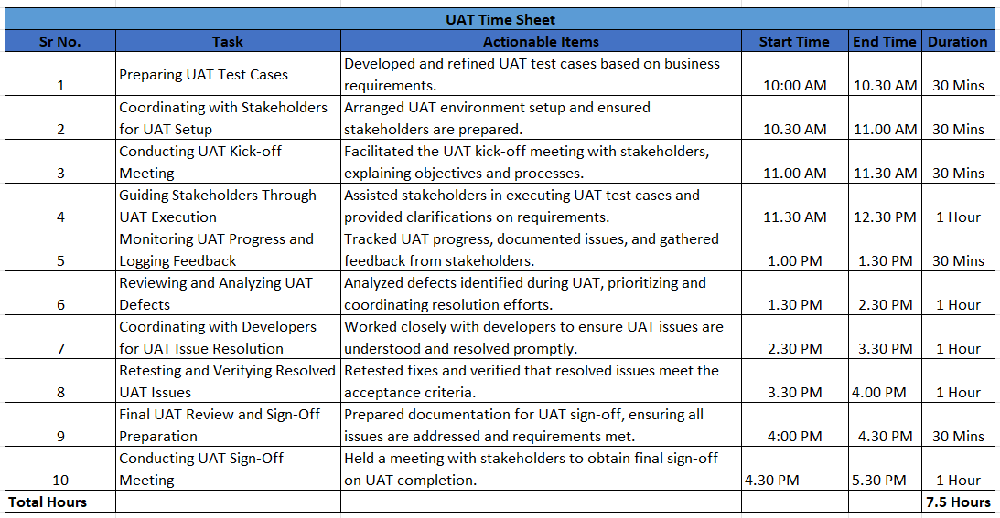 UAT Time Sheet
Sr No. Task Actionable Items Start Time End Time Duration
1 Preparing UAT Test Cases Developed and refined UAT test cases based on business
requirements. 10:00 AM 10.30 AM 30 Mins
Coordinating with Stakeholders Arranged UAT environment setup and ensured
2 for UAT Setup stakeholders are prepared. 10.30 AM 11.00 AM 30 Mins
Conducting UAT Kick-off Facilitated the UAT kick-off meeting with stakeholders,
3 Meeting explaining objectives and processes. 11.00 AM 11.30 AM 30 Mins
Guiding Stakeholders Through Assisted stakeholders in executing UAT test cases and
4 UAT Execution provided clarifications on requirements. 11.30 AM 12.30 PM 1 Hour
Monitoring UAT Progress and Tracked UAT progress, documented issues, and gathered
5 Logging Feedback feedback from stakeholders. 1.00 PM 1.30 PM 30 Mins
Reviewing and Analyzing UAT Analyzed defects identified during UAT, prioritizing and
6 Defects coordinating resolution efforts. 1.30 PM 2.30 PM 1 Hour
Coordinating with Developers Worked closely with developers to ensure UAT issues are
7 for UAT Issue Resolution understood and resolved promptly. 2.30 PM 3.30 PM 1 Hour
Retesting and Verifying Resolved Retested fixes and verified that resolved issues meet the
8 UAT Issues acceptance criteria. 3.30 PM 4.00 PM 1 Hour
Final UAT Review and Sign-Off Prepared documentation for UAT sign-off, ensuring all
9 Preparation issues are addressed and requirements met. 4:00 PM 4.30 PM 30 Mins
Conducting UAT Sign-Off Held a meeting with stakeholders to obtain final sign-off
10 Meeting on UAT completion. 4.30 PM 5.30 PM 1 Hour
Total Hours 7.5 Hours